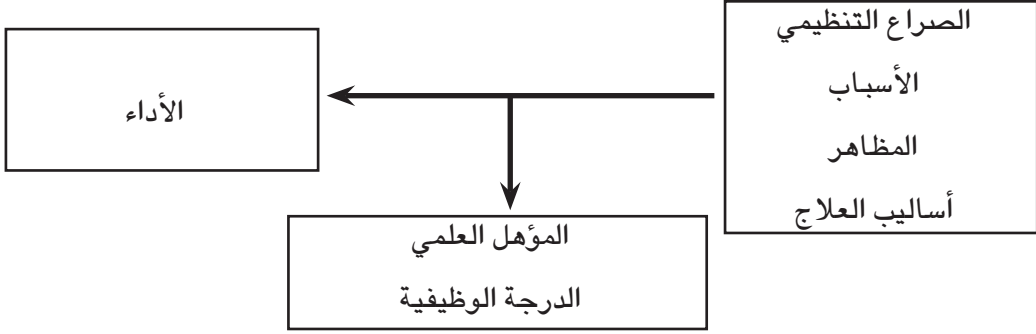 الصراع التنظيمي
الأسباب
المظاهر
أساليب العلاج
الأداء
المؤهل العلمي
الدرجة الوظيفية